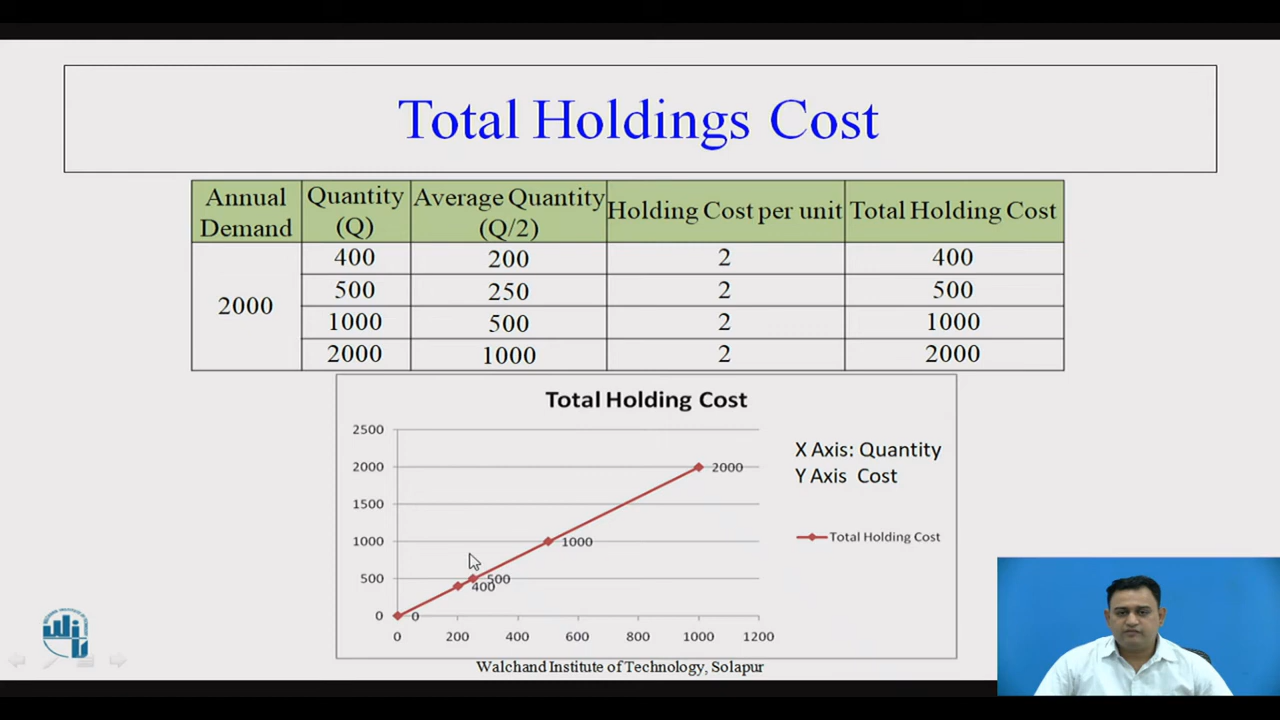 Total Holdings Cost
Annual Demand Quantity (Q) Average Quantity (Q/2) Holding Cost per unit Total Holding Cost
2000
400 200 2 400
500 250 2 500
1000 500 2 1000
2000 1000 2 2000
Total Holding Cost
2500
2000
1500
1000
500
0
0 200 400 600 800 1000 1200
0
400
500
1000
2000
X Axis: Quantity
Y Axis Cost
Total Holding Cost
Walchand Institute of Technology, Solapur